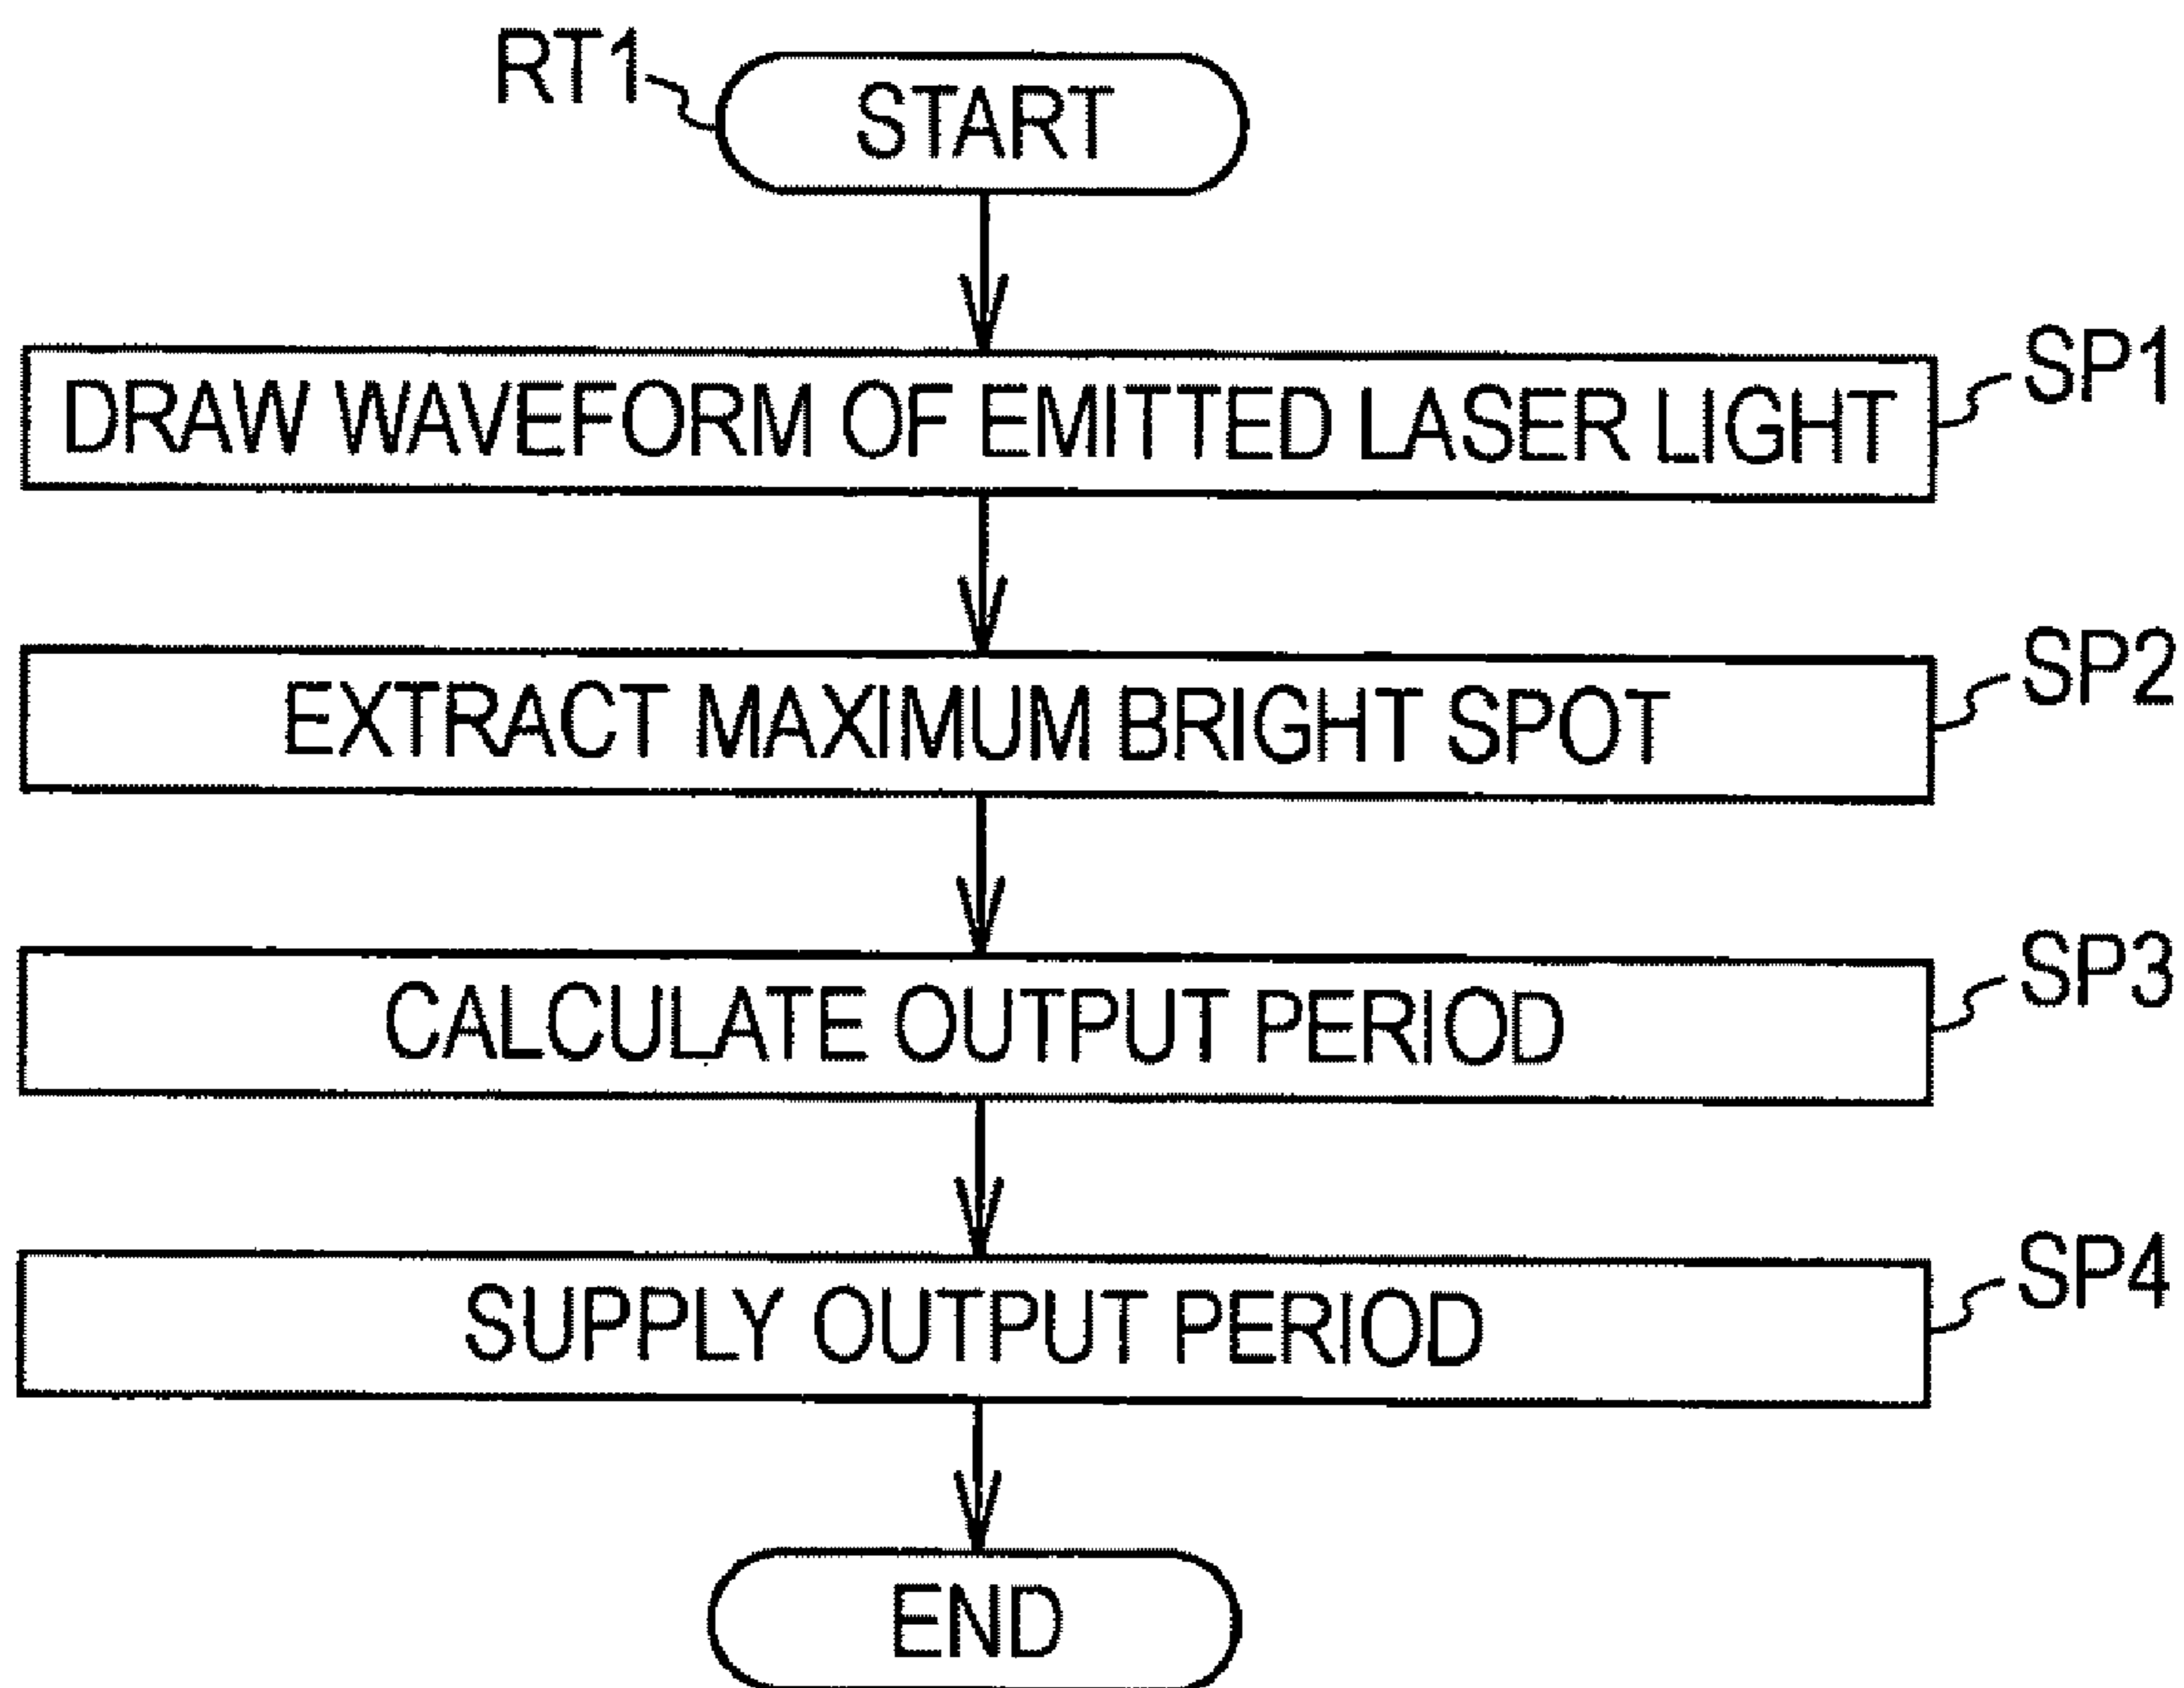 RT1
START
SP1
DRAW WAVEFORM OF EMITTED LASER LIGHT
SP2
EXTRACT MAXIMUM BRIGHT SPOT
SP3
CALCULATE OUTPUT PERIOD
SP4
SUPPLY OUTPUT PERIOD
END